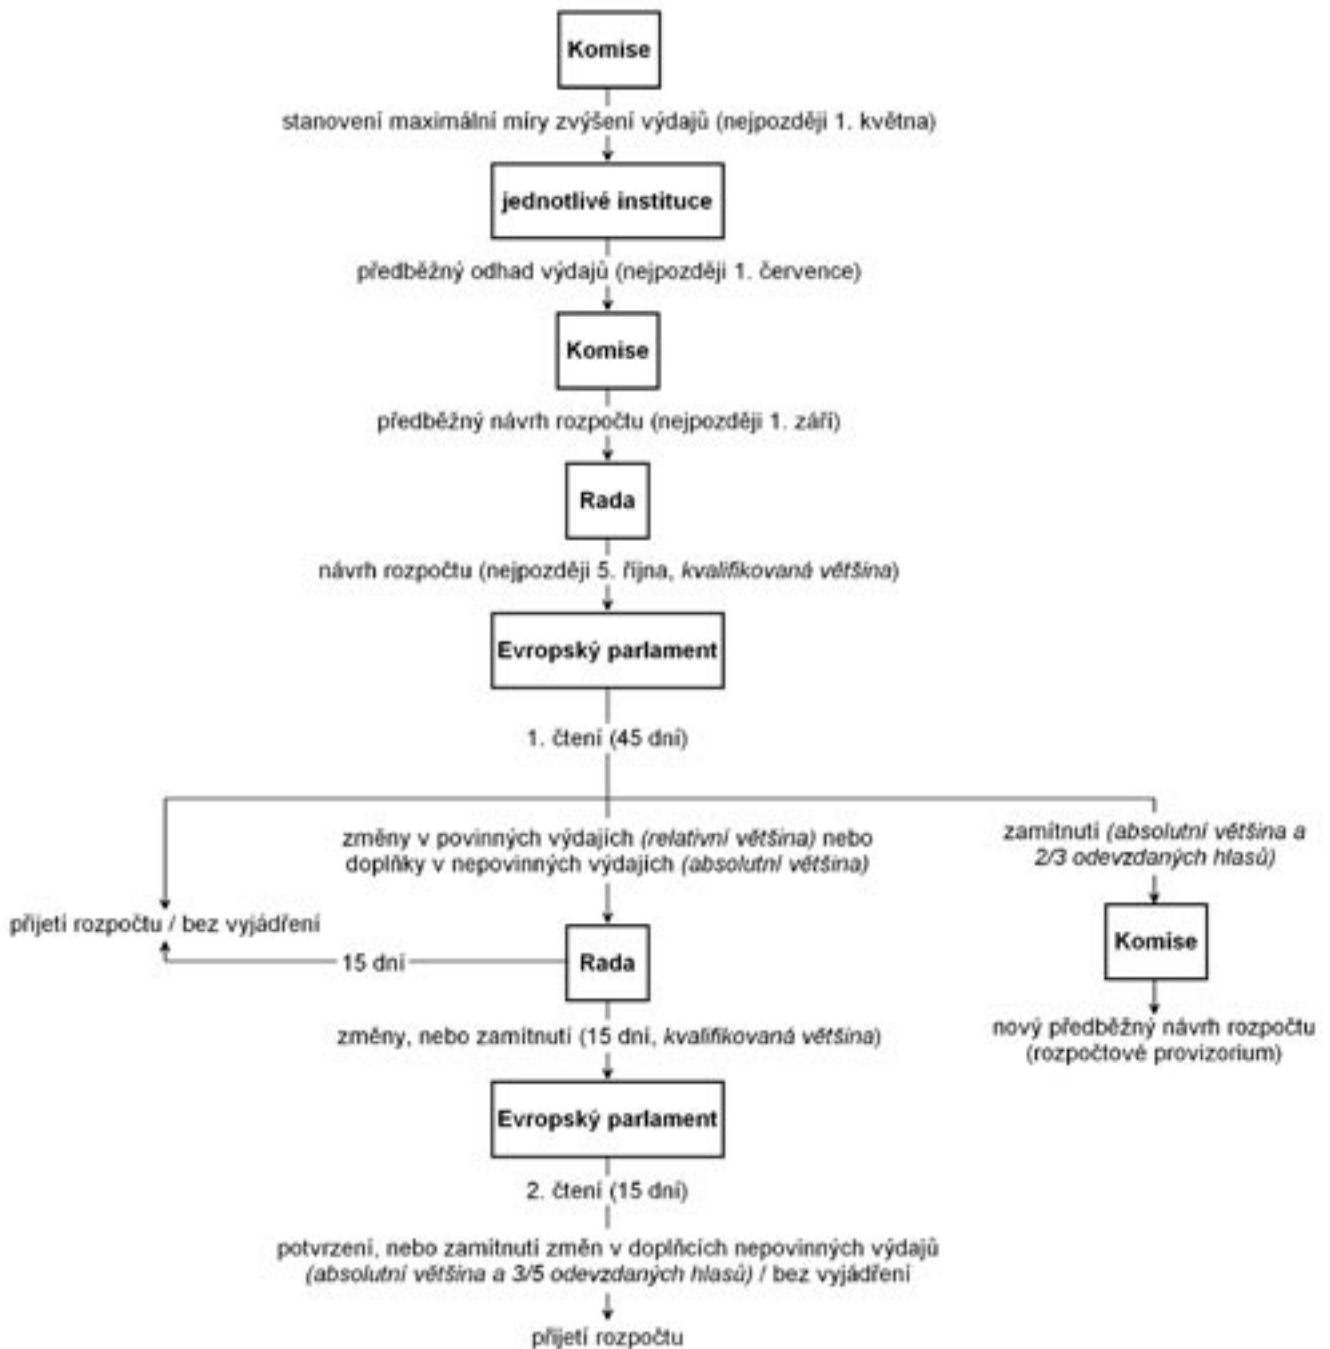 Komise
stanovení maximální míry zvýšení výdajů (nejpozději 1. května)
jednotlivé instituce
předběžný odhad výdajů (nejpozději 1. července)
Komise
předběžný návrh rozpočtu (nejpozději 1. září)
Rada
návrh rozpočtu (nejpozději 5. října, kvalifikovaná většina)
Evropský parlament
1. čtení (45 dní)
změny v povinných výdajích (relativní většina) nebo
doplňky v nepovinných výdajích (absolutní většina)
zamítnutí (absolutní většina a
2/3 odevzdaných hlasů)
přijetí rozpočtu / bez vyjádření
15 dní
Rada
Komise
změny, nebo zamítnutí (15 dní, kvalifikovaná většina)
nový předběžný návrh rozpočtu
(rozpočtové provizorium)
Evropský parlament
2. čtení (15 dní)
potvrzení, nebo zamítnutí změn v doplňcích nepovinných výdajů
(absolutní většina a 3/5 odevzdaných hlasů) / bez vyjádření
přijetí rozpočtu